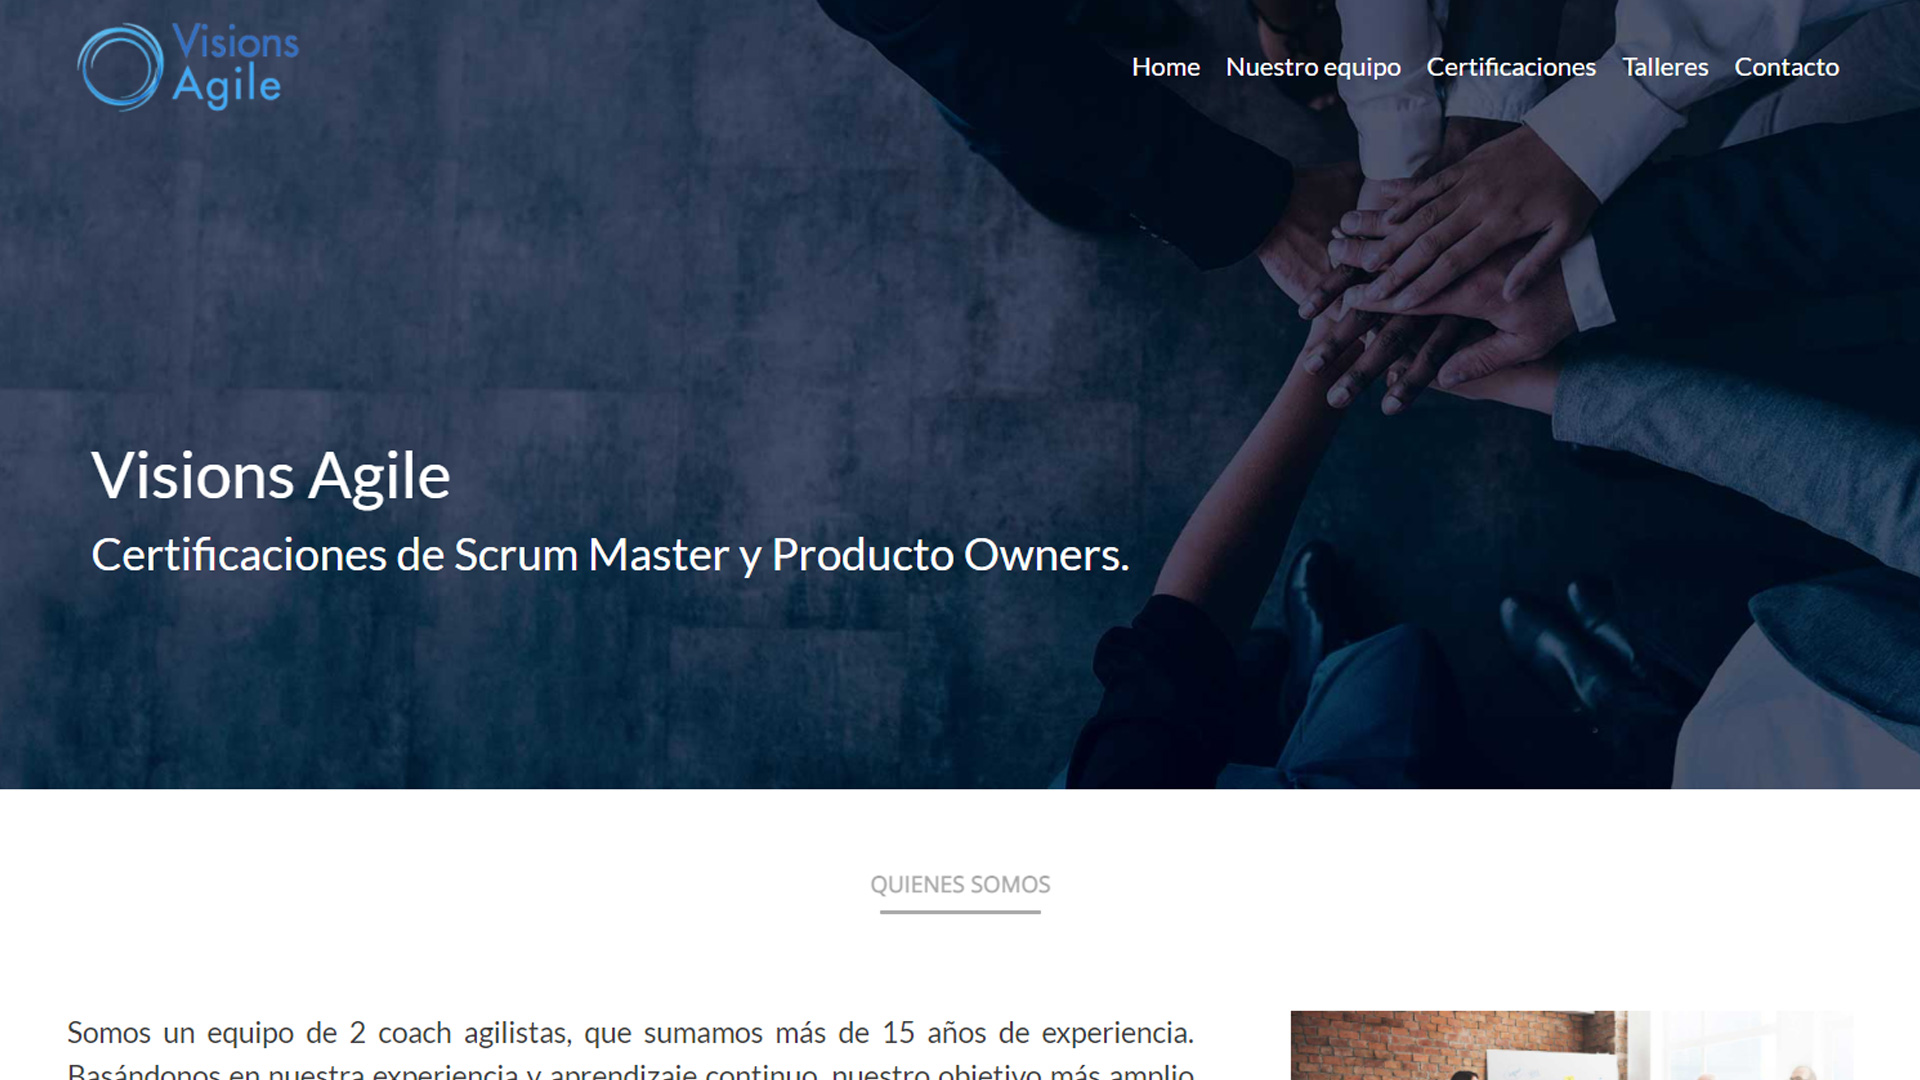 Visions
Agile
Home Nuestro equipo Certificaciones Talleres Contacto
Visions Agile
Certificaciones de Scrum Master y Producto Owners.
QUIENES SOMOS
Somos un equipo de 2 coach agilistas, que sumamos más de 15 años de experiencia.
Basándonos en nuestra experiencia y aprendizaje continuo, nuestro objetivo más amplio